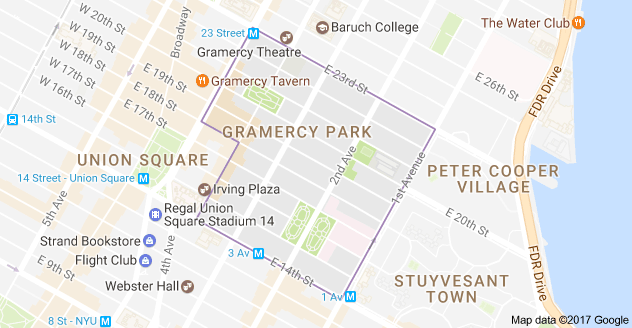 The Water Club
23 Street
Baruch College
Broadway
Gramercy Theatre
W 20th St
W 19th St
W 17th St
W 16th St
E 19th St
E 18th St
E 17th St
Gramercy Tavern
E 23rd St
E 26th St
FDR Drive
14th St
GRAMERCY PARK
UNION SQUARE
14 Street - Union Square
2nd Ave
1st Avenue
PETER COOPER
VILLAGE
Irving Plaza
5th Ave
Regal Union
Square Stadium 14
E 20th St
Strand Bookstore
4th Ave
3 Av
FDR Drive
Flight Club
E 9th St
E 14th St
Webster Hall
STUYVESANT
TOWN
1 Av
8 St - NYU
Map data ©2017 Google